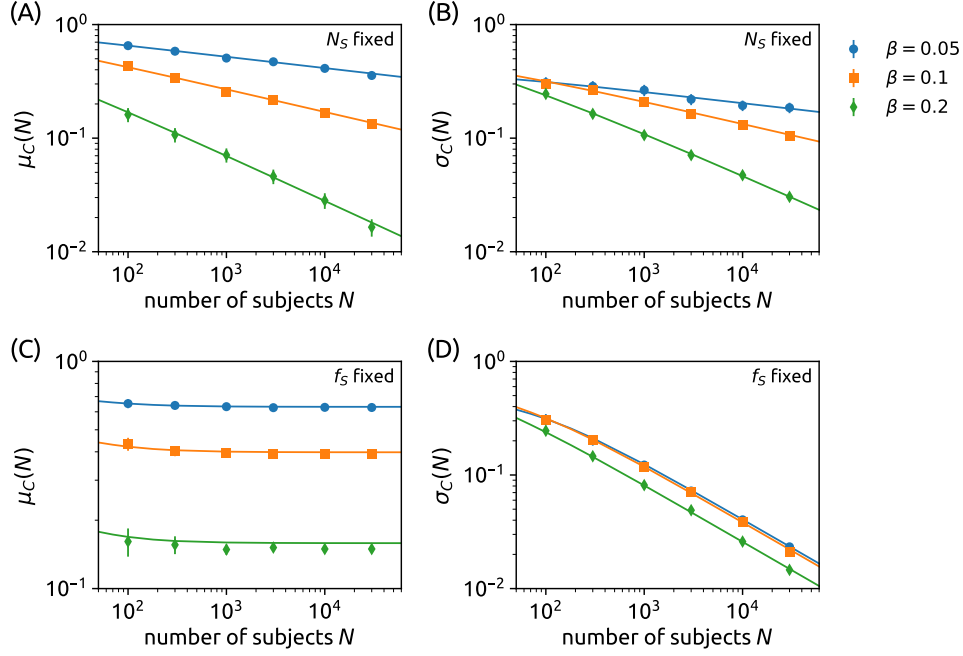 (A)
N_S fixed
10^0
10^-1
10^-2
μ_C(N)
10^2 10^3 10^4
number of subjects N
(B)
N_S fixed
10^0
10^-1
10^-2
σ_C(N)
10^2 10^3 10^4
number of subjects N
β = 0.05
β = 0.1
β = 0.2
(C)
f_S fixed
10^0
10^-1
μ_C(N)
10^2 10^3 10^4
number of subjects N
(D)
f_S fixed
10^0
10^-1
10^-2
σ_C(N)
10^2 10^3 10^4
number of subjects N